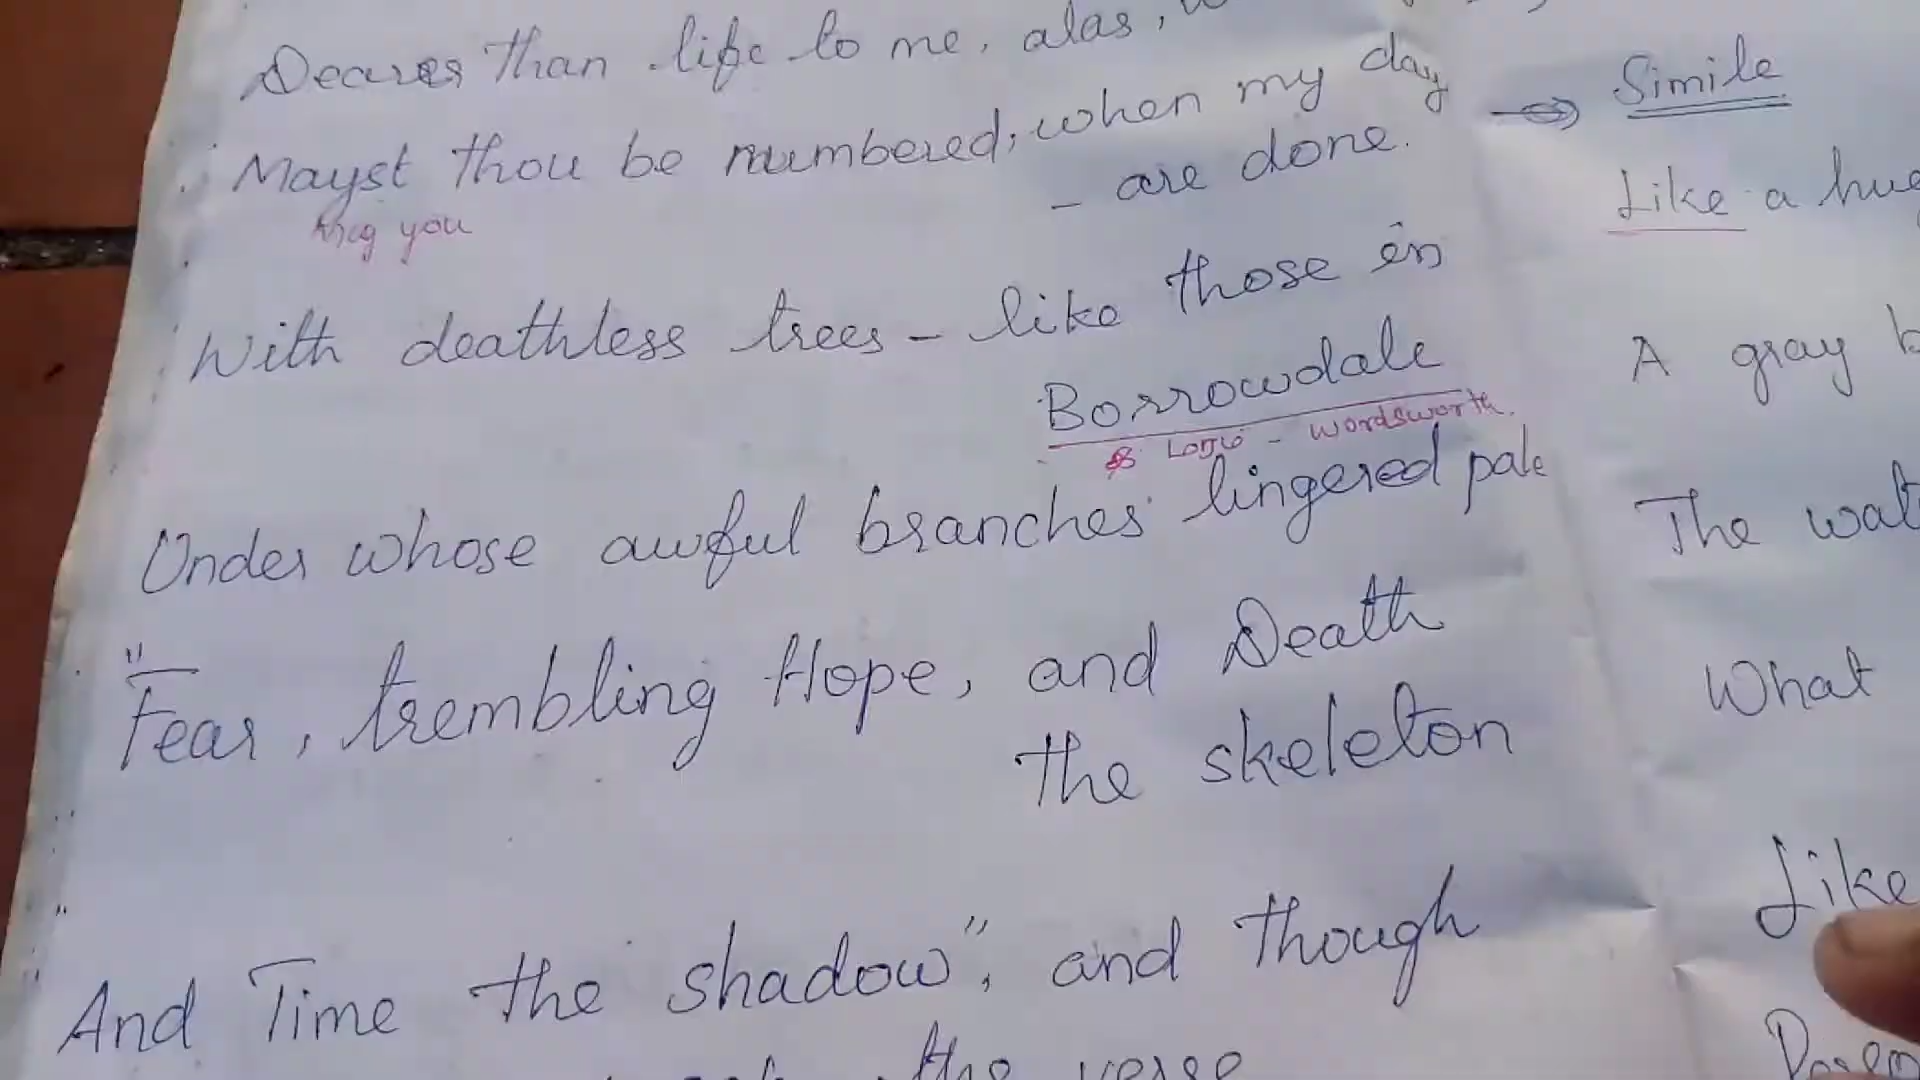 Dearer than life to me, alas,
Mayst thou be numbered; when my day
- are done.
you
With deathless trees - like those in
Borrowdale
- Wordsworth.
Under whose awful branches lingered pale
"Fear, trembling Hope, and Death
the skeleton
And Time the shadow", and though
the verse
Simile
Like a
A gray
The
What
Like